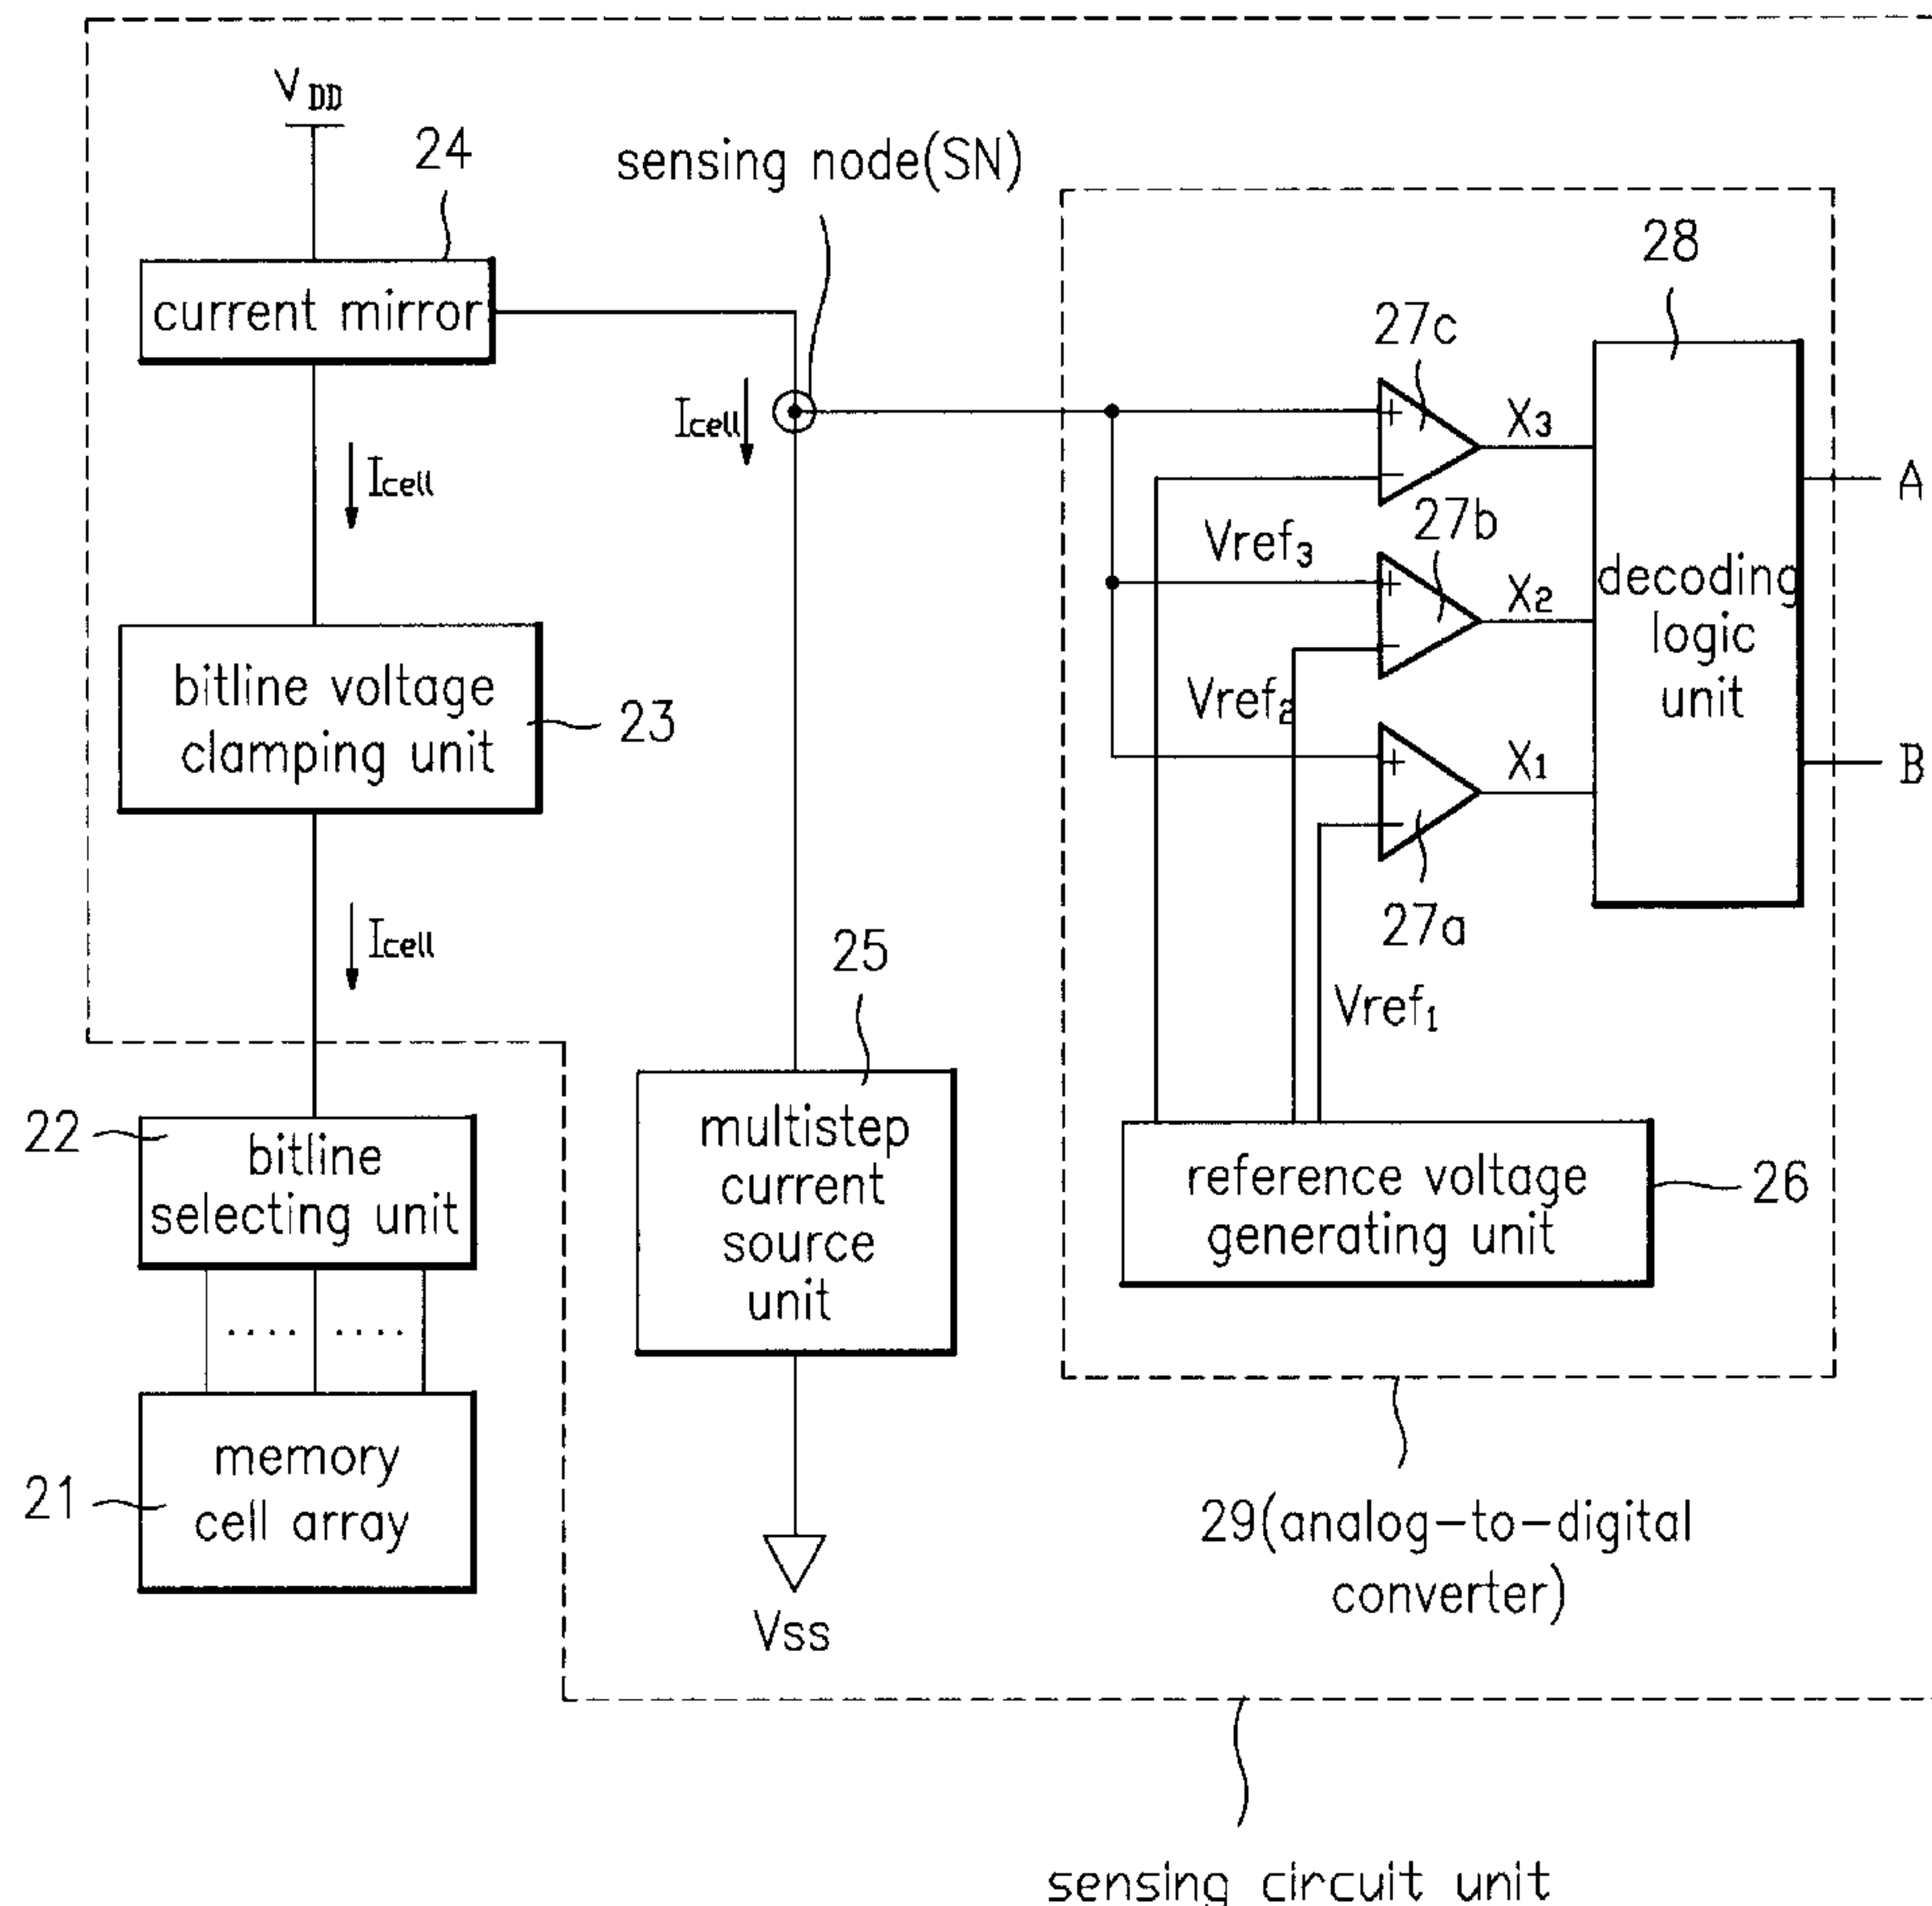 V DD
24
sensing node(SN)
current mirror
28
27c
Icell
X3
A
Icell
27b
Vref3
X2
decoding
logic
unit
bitline voltage
clamping unit
23
Vref2
X1
B
27a
Icell
25
Vref1
22
bitline
selecting unit
multistep
current
source
unit
reference voltage
generating unit
26
21
memory
cell array
29(analog-to-digital
converter)
Vss
sensing circuit unit
+
−
+
−
+
−